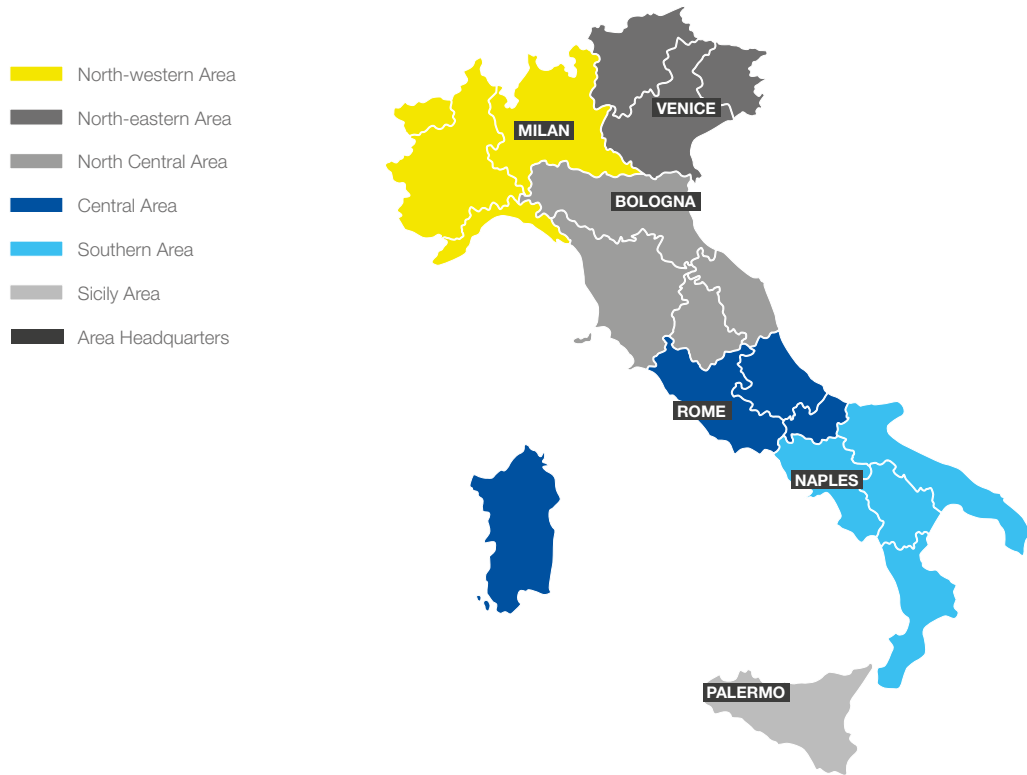 North-western Area
North-eastern Area
North Central Area
Central Area
Southern Area
Sicily Area
Area Headquarters
VENICE
MILAN
BOLOGNA
ROME
NAPLES
PALERMO